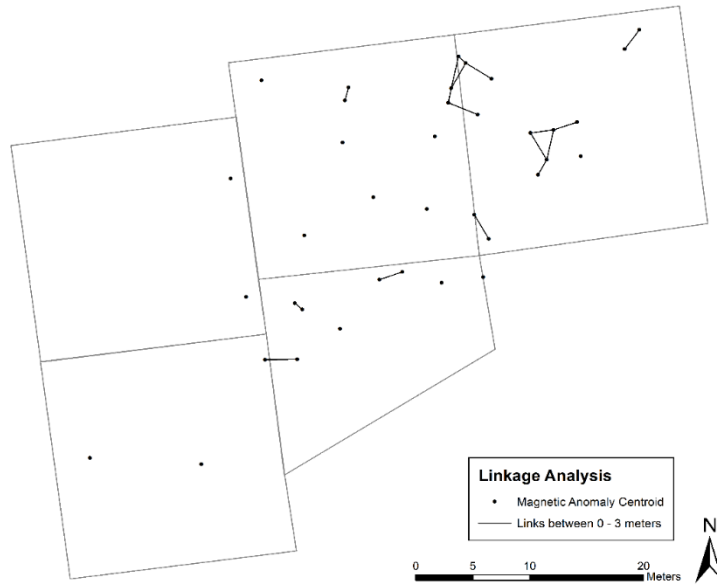 Linkage Analysis
Magnetic Anomaly Centroid
Links between 0 - 3 meters
N
0 5 10 20
Meters